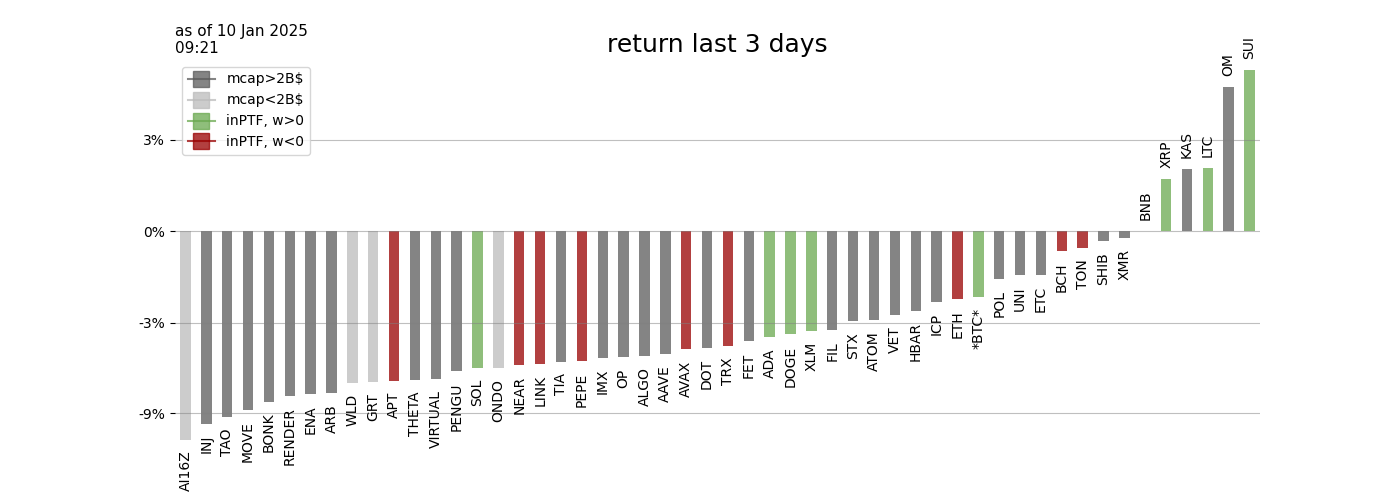 as of 10 Jan 2025
09:21
return last 3 days
mcap>2B$
mcap<2B$
inPTF, w>0
inPTF, w<0
3%
0%
-3%
-9%
AI16Z
INJ
TAO
MOVE
BONK
RENDER
ENA
ARB
WLD
GRT
APT
THETA
VIRTUAL
PENGU
SOL
ONDO
NEAR
LINK
TIA
PEPE
IMX
OP
ALGO
AAVE
AVAX
DOT
TRX
FET
ADA
DOGE
XLM
FIL
STX
ATOM
VET
HBAR
ICP
ETH
*BTC*
POL
UNI
ETC
BCH
TON
SHIB
XMR
BNB
XRP
KAS
LTC
OM
SUI